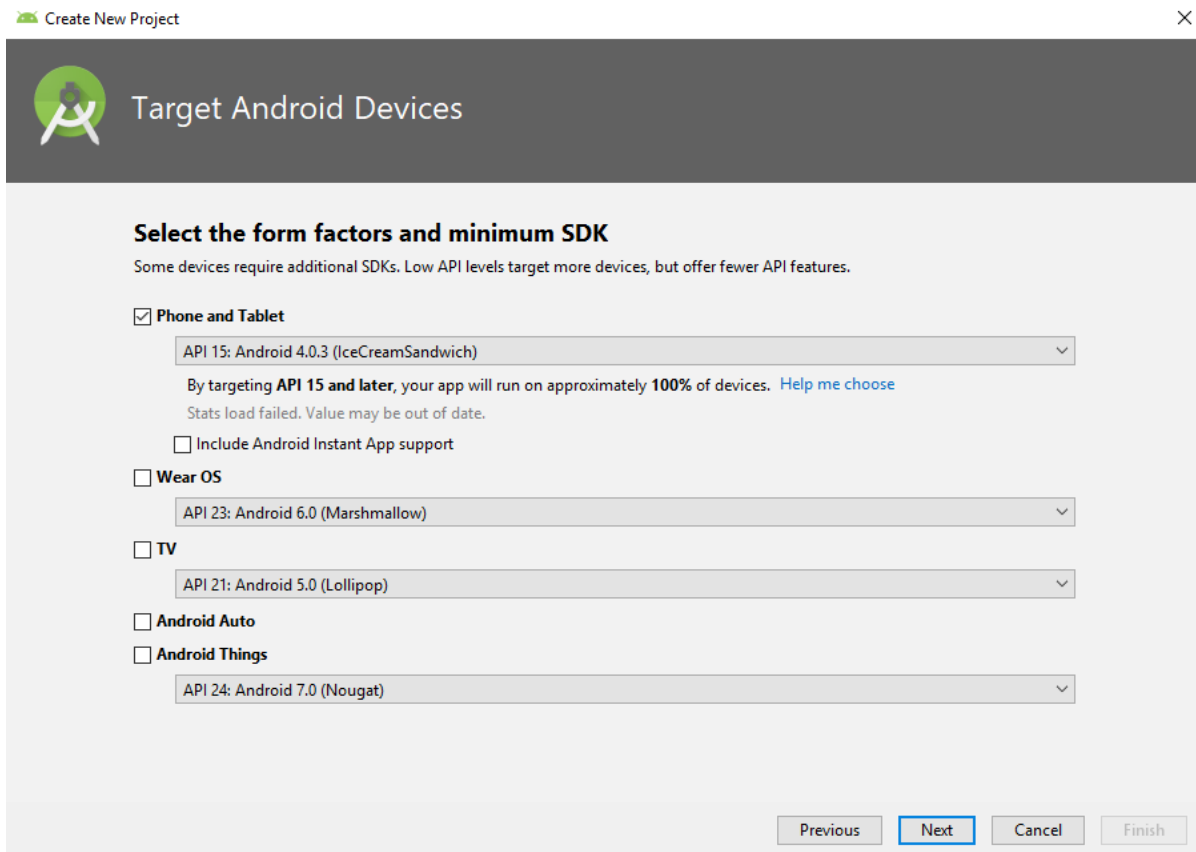 Create New Project
Target Android Devices
Select the form factors and minimum SDK
Some devices require additional SDKs. Low API levels target more devices, but offer fewer API features.
Phone and Tablet
API 15: Android 4.0.3 (IceCreamSandwich)
By targeting API 15 and later, your app will run on approximately 100% of devices. Help me choose
Stats load failed. Value may be out of date.
Include Android Instant App support
Wear OS
API 23: Android 6.0 (Marshmallow)
TV
API 21: Android 5.0 (Lollipop)
Android Auto
Android Things
API 24: Android 7.0 (Nougat)
Previous Next Cancel Finish